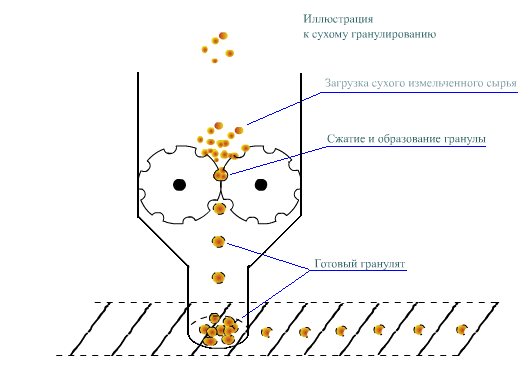 Иллюстрация
к сухому гранулированию
Загрузка сухого измельченного сырья
Сжатие и образование гранулы
Готовый гранулят